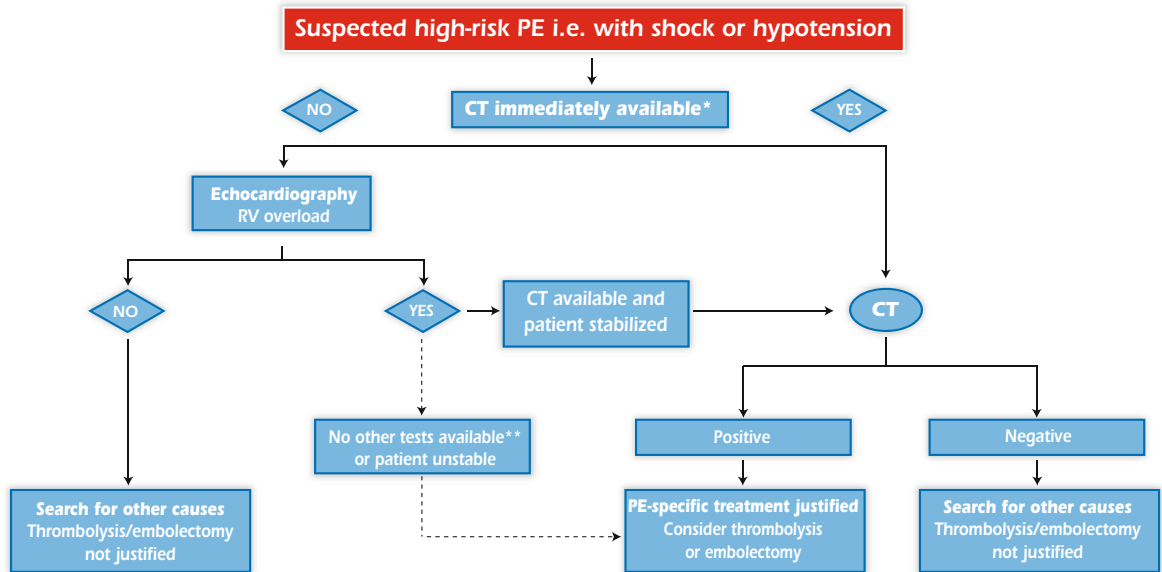 Suspected high-risk PE i.e. with shock or hypotension
NO
CT immediately available*
YES
Echocardiography
RV overload
NO
YES
CT available and
patient stabilized
CT
No other tests available**
or patient unstable
Positive
Negative
Search for other causes
Thrombolysis/embolectomy
not justified
PE-specific treatment justified
Consider thrombolysis
or embolectomy
Search for other causes
Thrombolysis/embolectomy
not justified